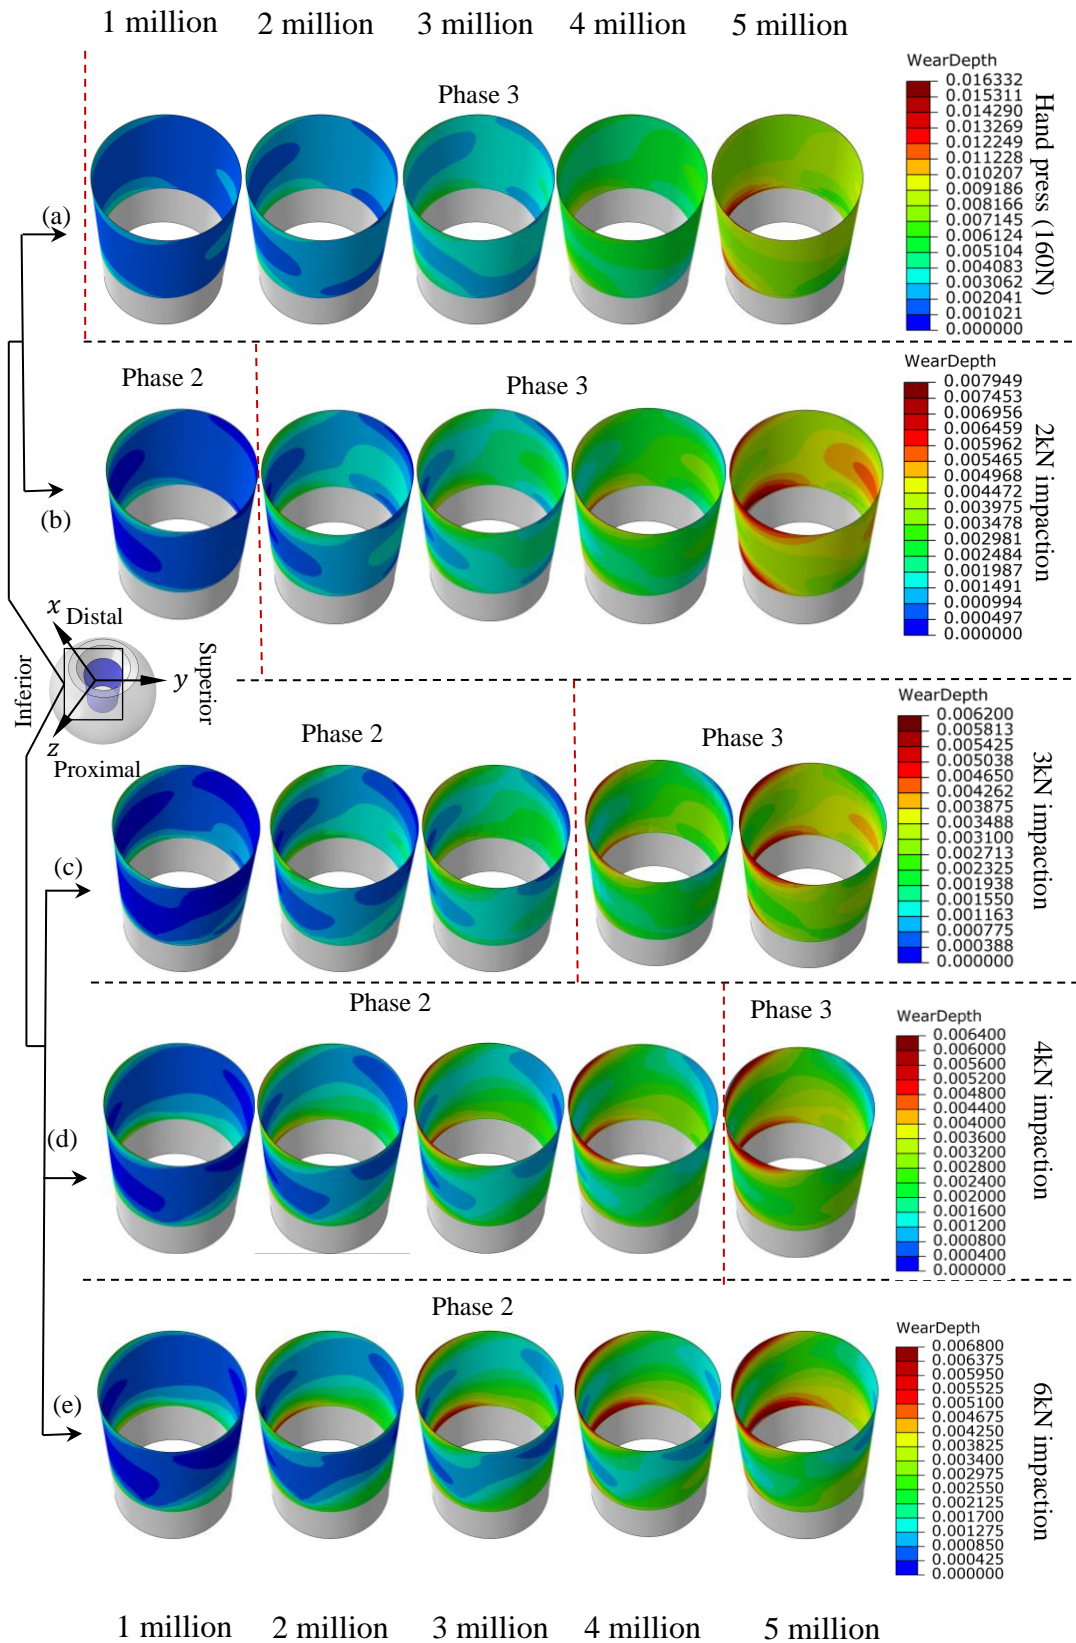 1 million 2 million 3 million 4 million 5 million
Phase 3
(a)
WearDepth
0.016332
0.015311
0.014290
0.013269
0.012249
0.011228
0.010207
0.009186
0.008166
0.007145
0.006124
0.005104
0.004083
0.003062
0.002041
0.001021
0.000000
Hand press (160N)
Phase 2
Phase 3
(b)
WearDepth
0.007949
0.007453
0.006956
0.006459
0.005962
0.005465
0.004968
0.004472
0.003975
0.003478
0.002981
0.002484
0.001987
0.001491
0.000994
0.000497
0.000000
2kN impaction
x
Distal
Inferior
Superior
y
z
Proximal
Phase 2
Phase 3
(c)
WearDepth
0.006200
0.005813
0.005425
0.005038
0.004650
0.004262
0.003875
0.003488
0.003100
0.002713
0.002325
0.001938
0.001550
0.001163
0.000775
0.000388
0.000000
3kN impaction
Phase 2
Phase 3
(d)
WearDepth
0.006400
0.006000
0.005600
0.005200
0.004800
0.004400
0.004000
0.003600
0.003200
0.002800
0.002400
0.002000
0.001600
0.001200
0.000800
0.000400
0.000000
4kN impaction
Phase 2
(e)
WearDepth
0.006800
0.006375
0.005950
0.005525
0.005100
0.004675
0.004250
0.003825
0.003400
0.002975
0.002550
0.002125
0.001700
0.001275
0.000850
0.000425
0.000000
6kN impaction
1 million 2 million 3 million 4 million 5 million